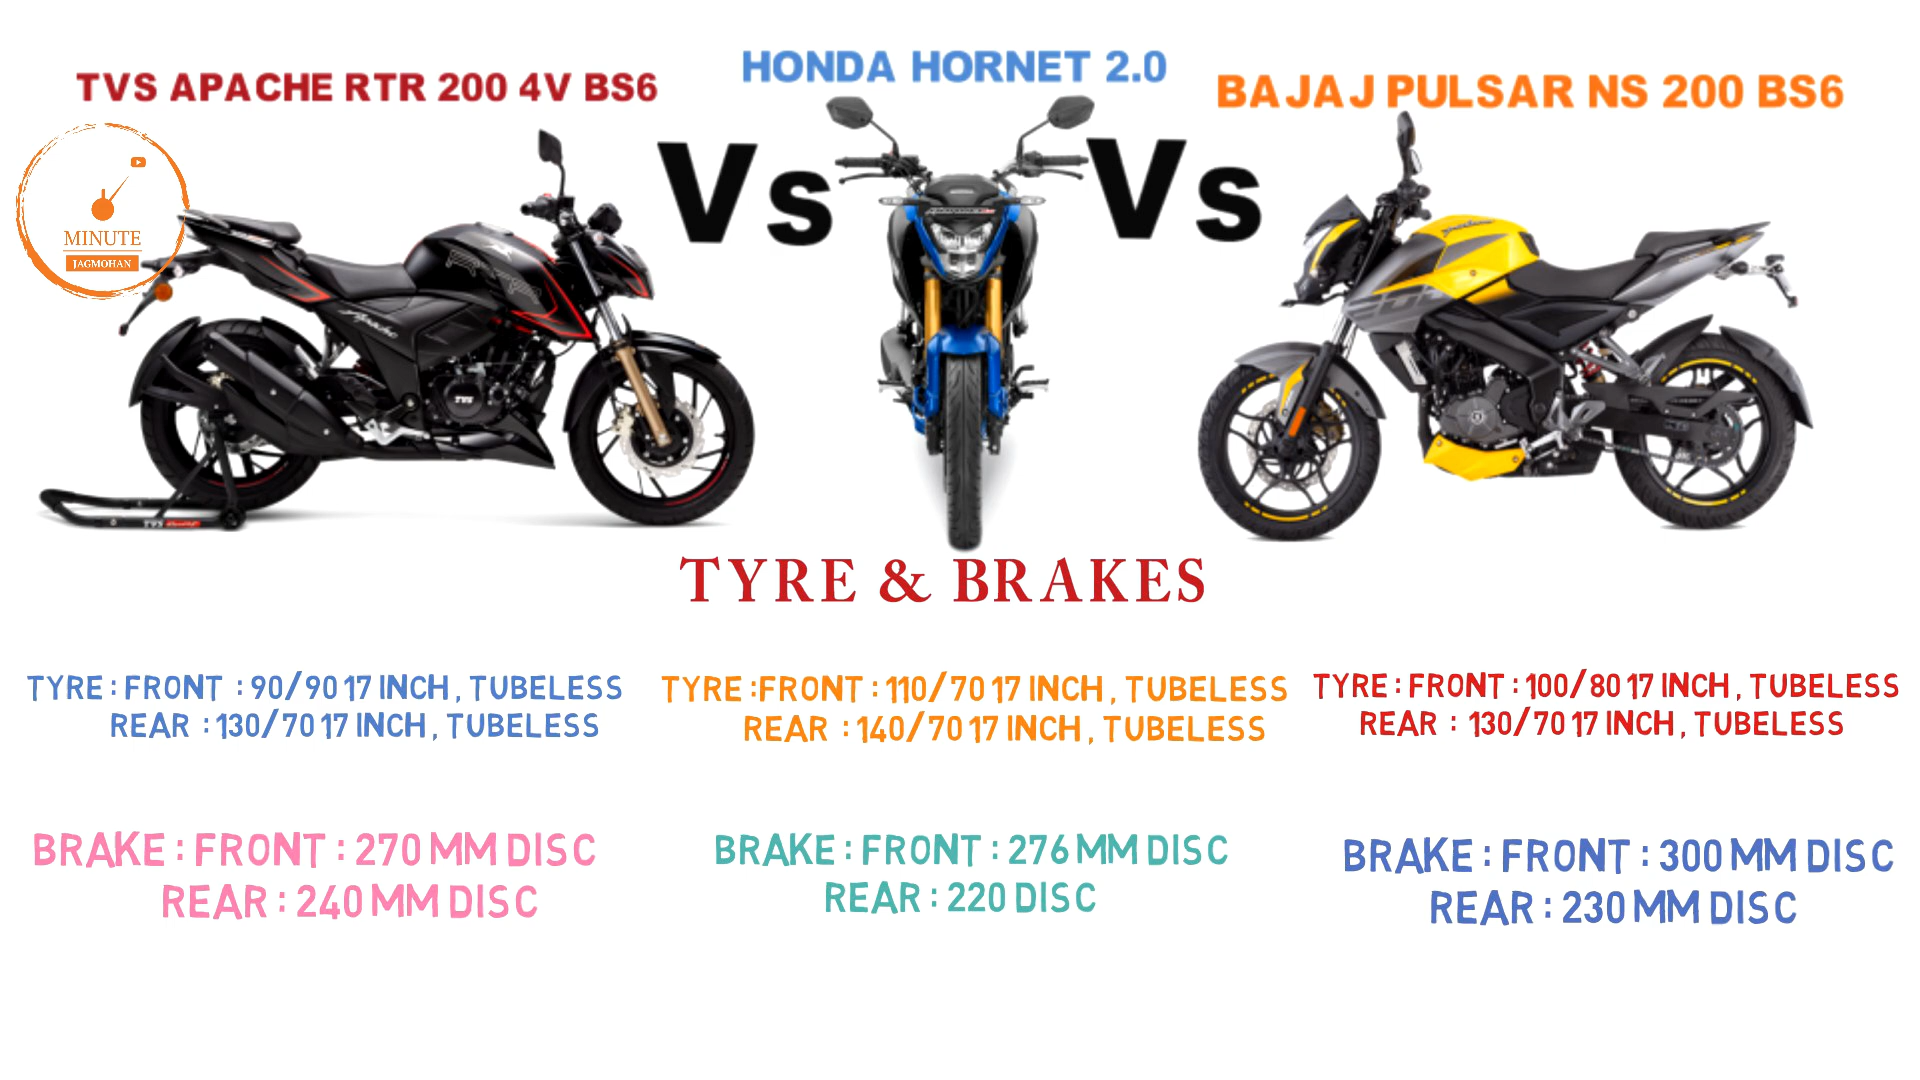 TVS APACHE RTR 200 4V BS6
HONDA HORNET 2.0
BAJAJ PULSAR NS 200 BS6
Vs
Vs
MINUTE
JAGMOHAN
Apache
TVS
TVS
TYRE & BRAKES
TYRE : FRONT : 90/90 17 INCH , TUBELESS
REAR : 130/70 17 INCH , TUBELESS
TYRE :FRONT : 110/70 17 INCH , TUBELESS
REAR : 140/70 17 INCH , TUBELESS
TYRE : FRONT : 100/80 17 INCH , TUBELESS
REAR : 130/70 17 INCH , TUBELESS
BRAKE : FRONT : 270 MM DISC
REAR : 240 MM DISC
BRAKE : FRONT : 276 MM DISC
REAR : 220 DISC
BRAKE : FRONT : 300 MM DISC
REAR : 230 MM DISC